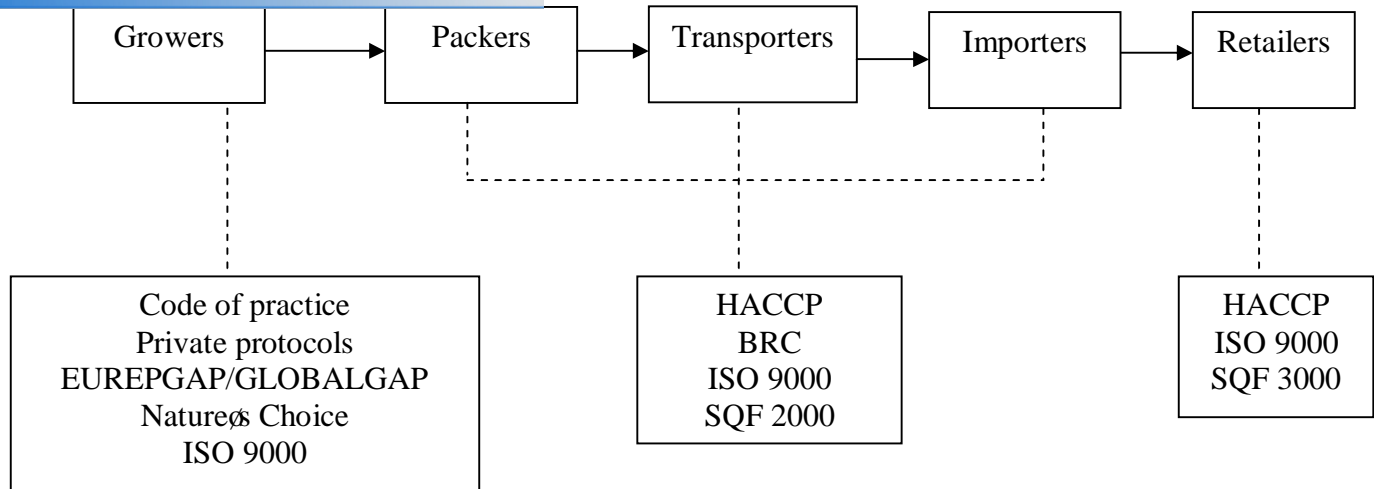 Growers
Packers
Transporters
Importers
Retailers
Code of practice
Private protocols
EUREPGAP/GLOBALGAP
Natureøs Choice
ISO 9000
HACCP
BRC
ISO 9000
SQF 2000
HACCP
ISO 9000
SQF 3000